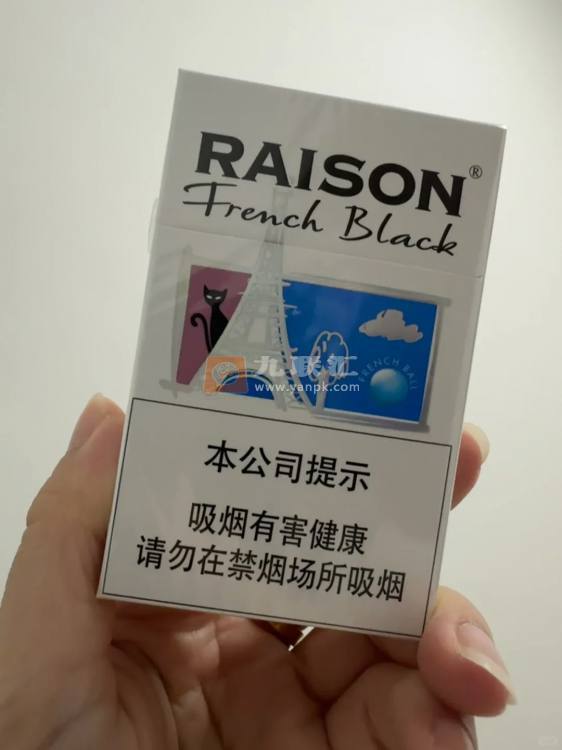 RAISON®
French Black
FRENCH BALL
九联汇
www.yanpk.com
本公司提示
吸烟有害健康
请勿在禁烟场所吸烟